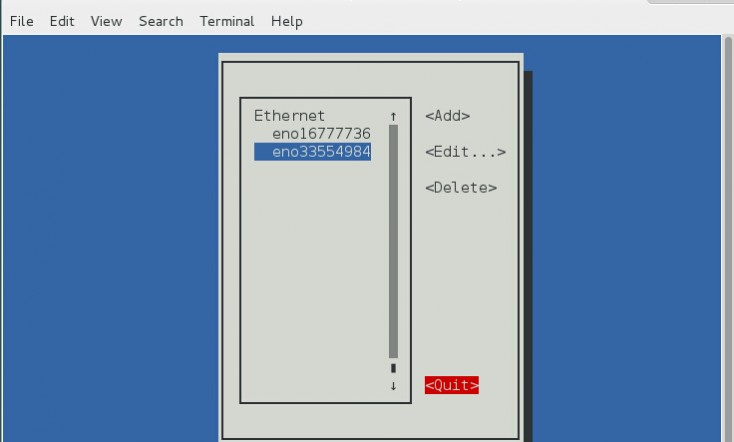 File Edit View Search Terminal Help
Ethernet ↑ <Add>
eno16777736
eno33554984 <Edit...>
<Delete>
↓ <Quit>